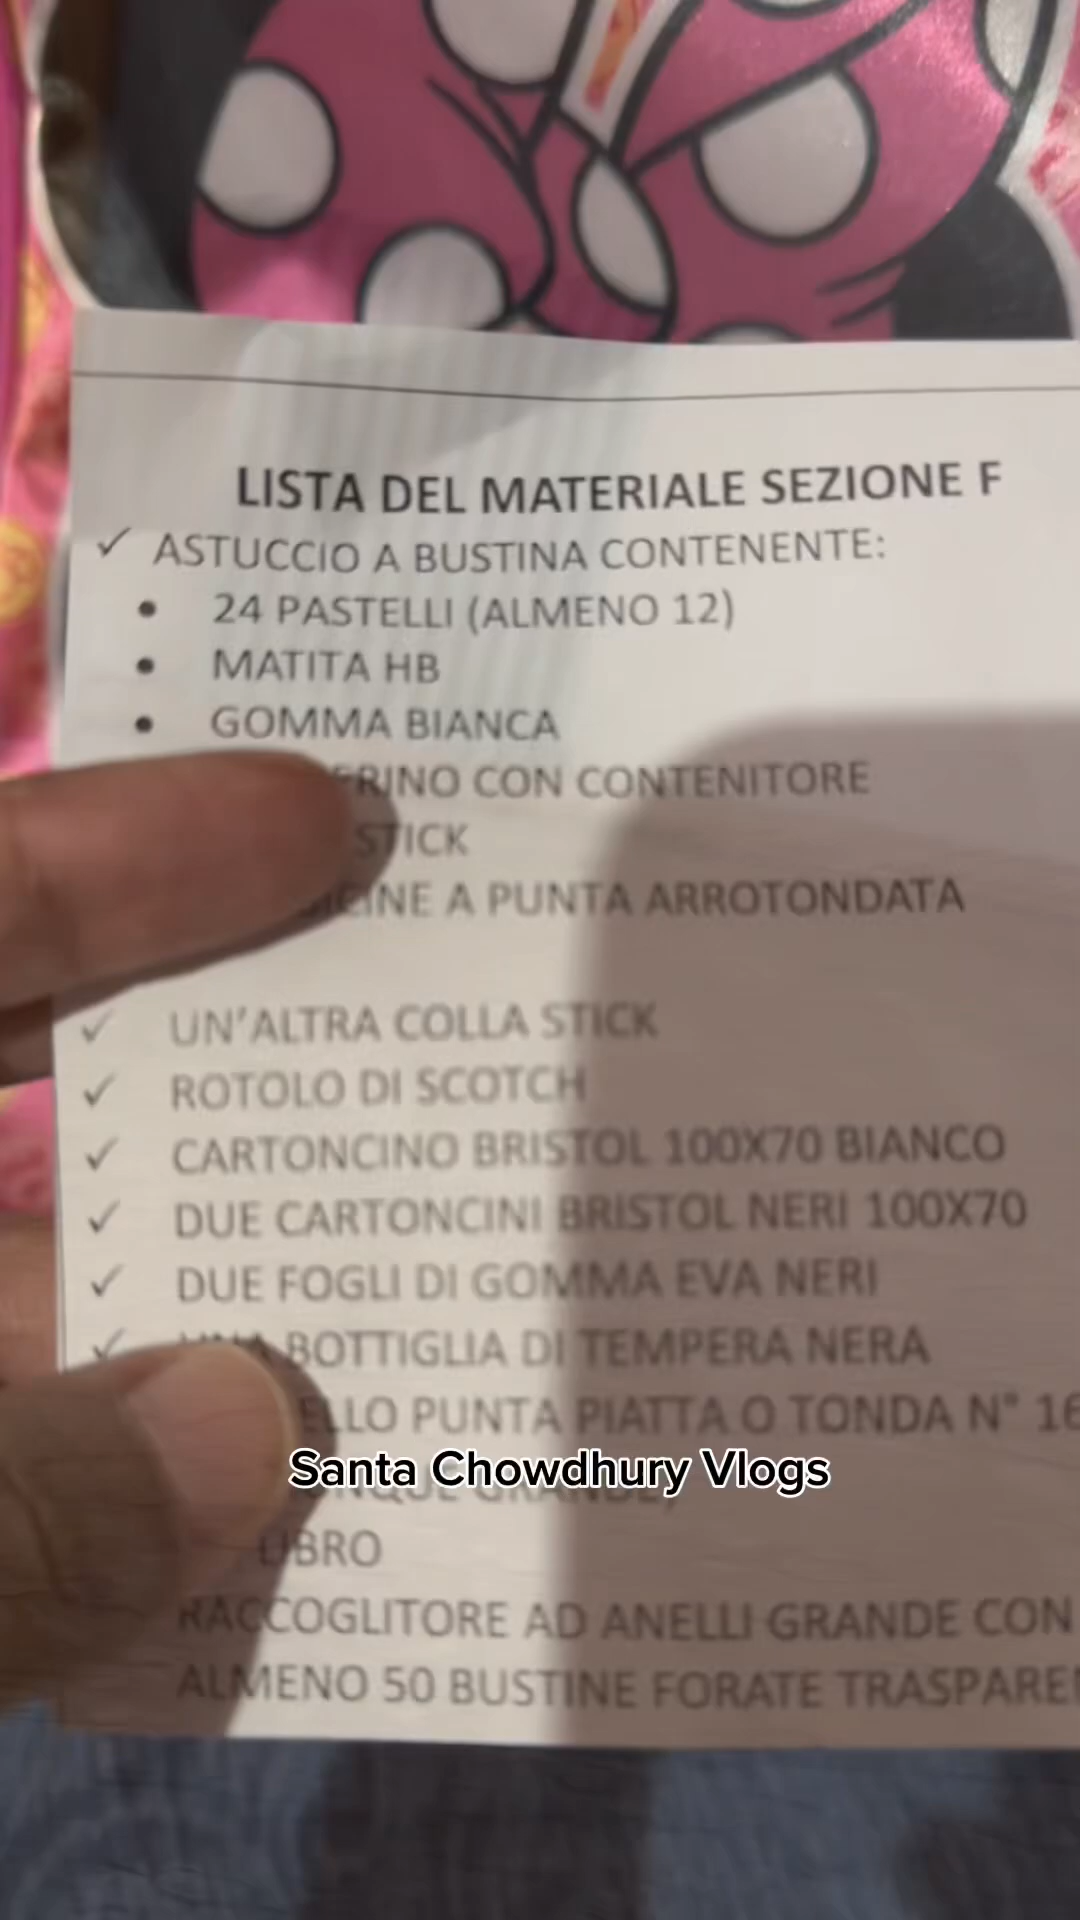 LISTA DEL MATERIALE SEZIONE F
✓ ASTUCCIO A BUSTINA CONTENENTE:
• 24 PASTELLI (ALMENO 12)
• MATITA HB
• GOMMA BIANCA
CON CONTENITORE
STICK
A PUNTA ARROTONDATA
✓ UN'ALTRA COLLA STICK
✓ ROTOLO DI SCOTCH
✓ CARTONCINO BRISTOL 100X70 BIANCO
✓ DUE CARTONCINI BRISTOL NERI 100X70
✓ DUE FOGLI DI GOMMA EVA NERI
✓ UNA BOTTIGLIA DI TEMPERA NERA
PUNTA PIATTA O TONDA N° 16
Santa Chowdhury Vlogs
LIBRO
RACCOGLITORE AD ANELLI GRANDE CON
ALMENO 50 BUSTINE FORATE